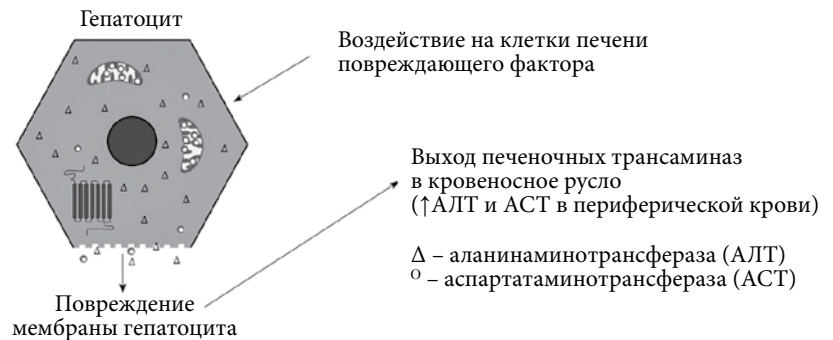 Гепатоцит
Воздействие на клетки печени
повреждающего фактора
Выход печеночных трансаминаз
в кровеносное русло
(↑АЛТ и АСТ в периферической крови)
Δ – аланинаминотрансфераза (АЛТ)
О – аспартатаминотрансфераза (АСТ)
Повреждение
мембраны гепатоцита